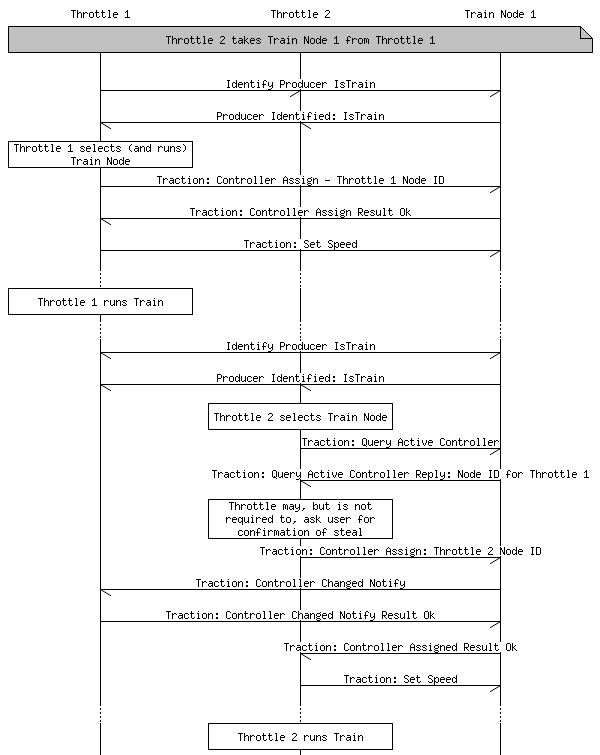 Throttle 1 Throttle 2 Train Node 1
Throttle 2 takes Train Node 1 from Throttle 1
Identify Producer IsTrain
Producer Identified: IsTrain
Throttle 1 selects (and runs)
Train Node
Traction: Controller Assign - Throttle 1 Node ID
Traction: Controller Assign Result Ok
Traction: Set Speed
Throttle 1 runs Train
Identify Producer IsTrain
Producer Identified: IsTrain
Throttle 2 selects Train Node
Traction: Query Active Controller
Traction: Query Active Controller Reply: Node ID for Throttle 1
Throttle may, but is not
required to, ask user for
confirmation of steal
Traction: Controller Assign: Throttle 2 Node ID
Traction: Controller Changed Notify
Traction: Controller Changed Notify Result Ok
Traction: Controller Assigned Result Ok
Traction: Set Speed
Throttle 2 runs Train